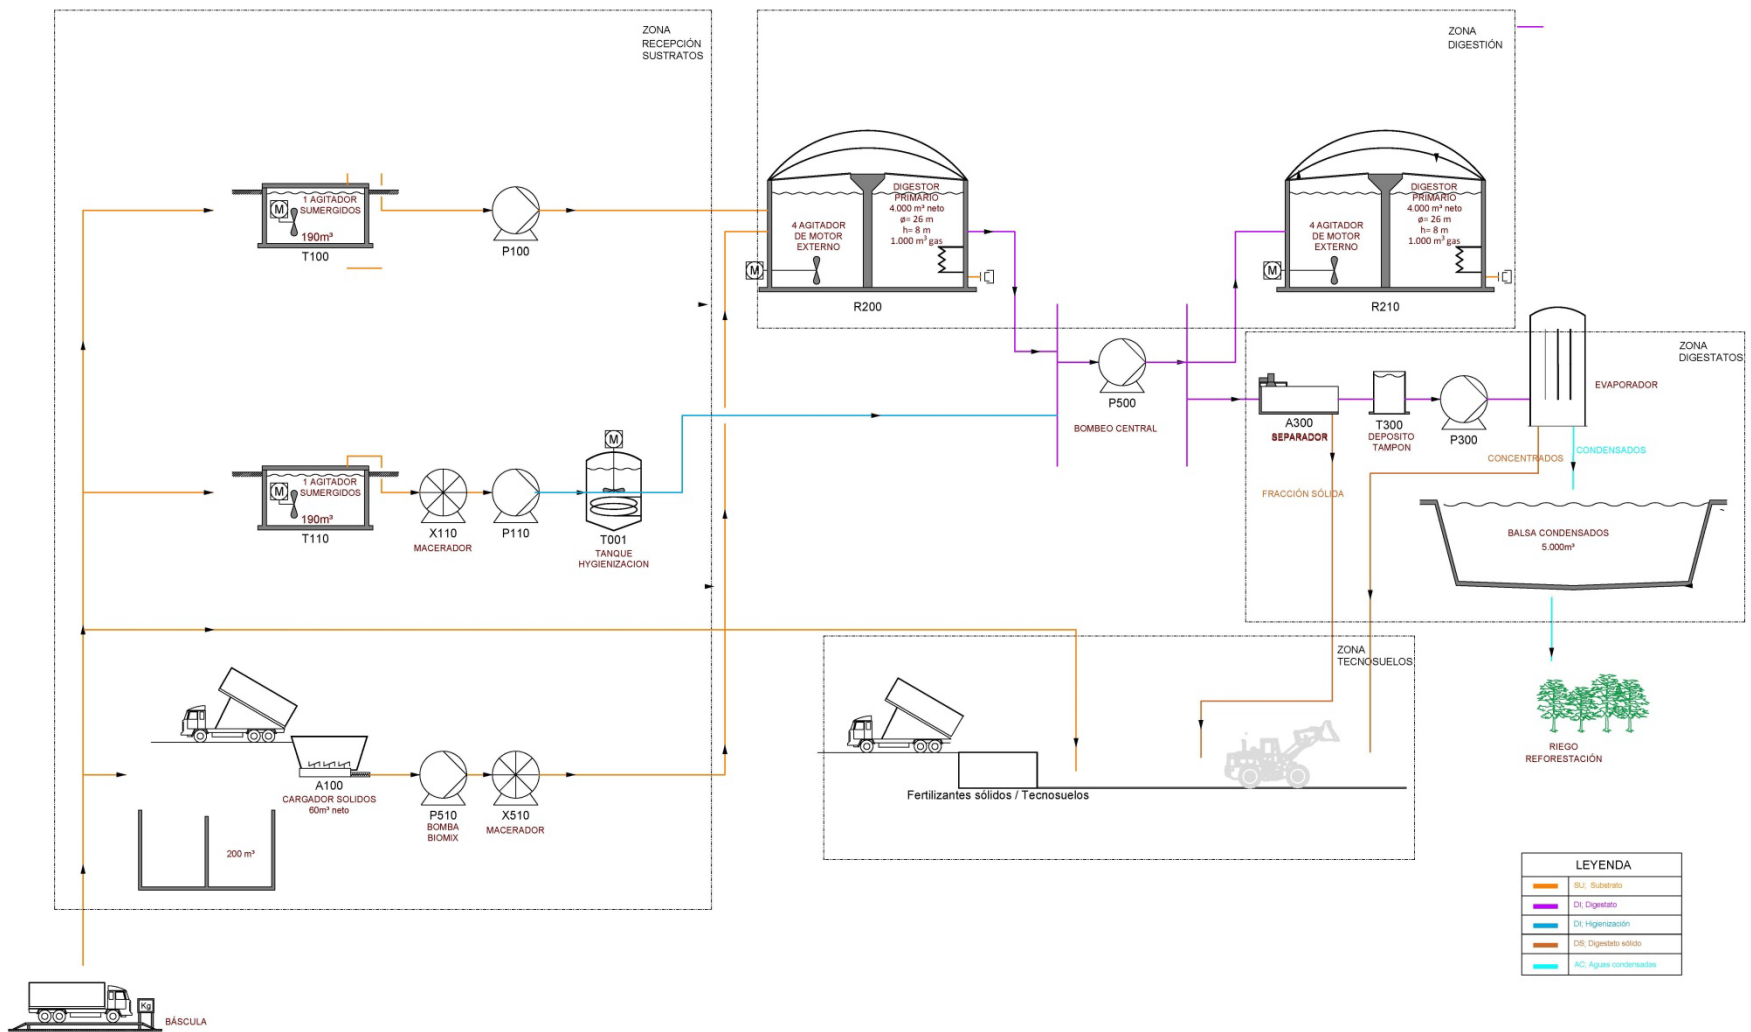 ZONA
RECEPCIÓN
SUSTRATOS
ZONA
DIGESTIÓN
M
1 AGITADOR
SUMERGIDOS
190m³
T100
P100
4 AGITADOR
DE MOTOR
EXTERNO
DIGESTOR
PRIMARIO
4.000 m³ neto
ø= 26 m
h= 8 m
1.000 m³ gas
M
R200
4 AGITADOR
DE MOTOR
EXTERNO
DIGESTOR
PRIMARIO
4.000 m³ neto
ø= 26 m
h= 8 m
1.000 m³ gas
M
R210
ZONA
DIGESTATOS
P500
BOMBEO CENTRAL
A300
SEPARADOR
T300
DEPOSITO
TAMPON
P300
EVAPORADOR
CONCENTRADOS
CONDENSADOS
FRACCIÓN SÓLIDA
M
1 AGITADOR
SUMERGIDOS
190m³
T110
X110
MACERADOR
P110
M
T001
TANQUE
HYGIENIZACION
BALSA CONDENSADOS
5.000m³
ZONA
TECNOSUELOS
A100
CARGADOR SOLIDOS
60m³ neto
P510
BOMBA
BIOMIX
X510
MACERADOR
200 m³
Fertilizantes sólidos / Tecnosuelos
RIEGO
REFORESTACIÓN
LEYENDA
SU; Substrato
DI; Digestato
DI; Higienización
DS; Digestato sólido
AC; Aguas condensadas
Kg
BÁSCULA